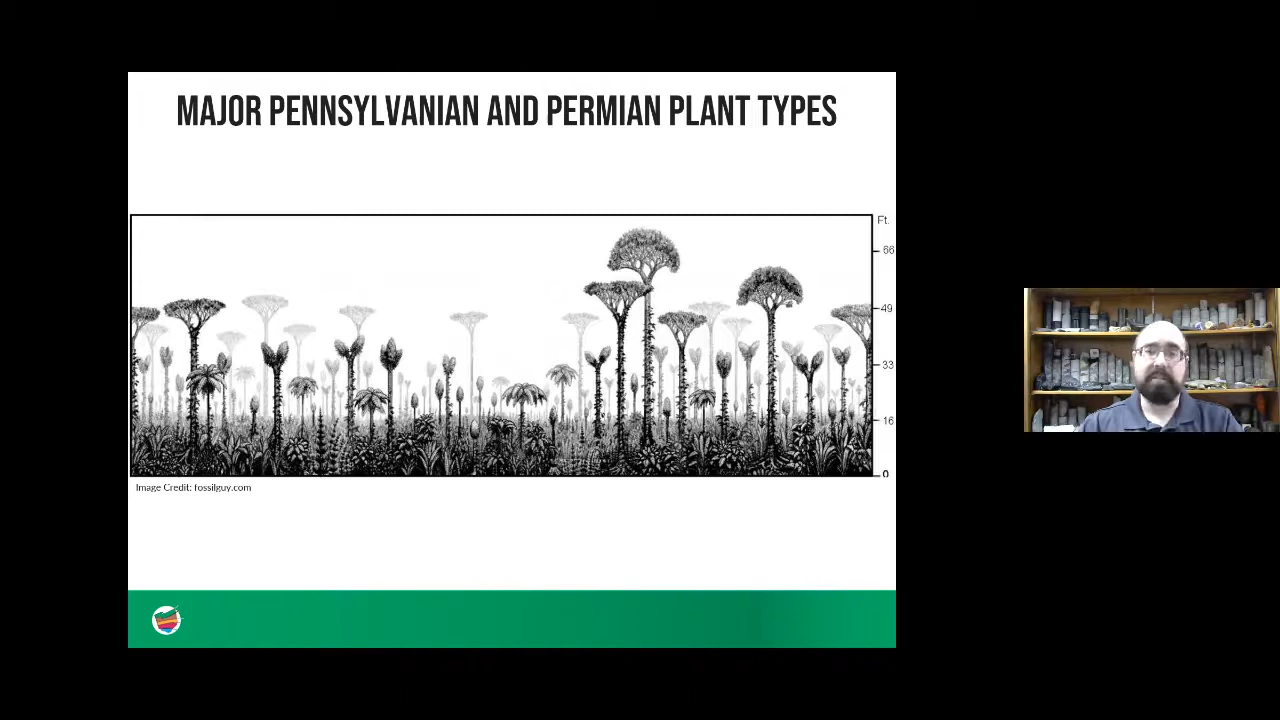 MAJOR PENNSYLVANIAN AND PERMIAN PLANT TYPES
Ft.
66
49
33
16
0
Image Credit: fossilguy.com